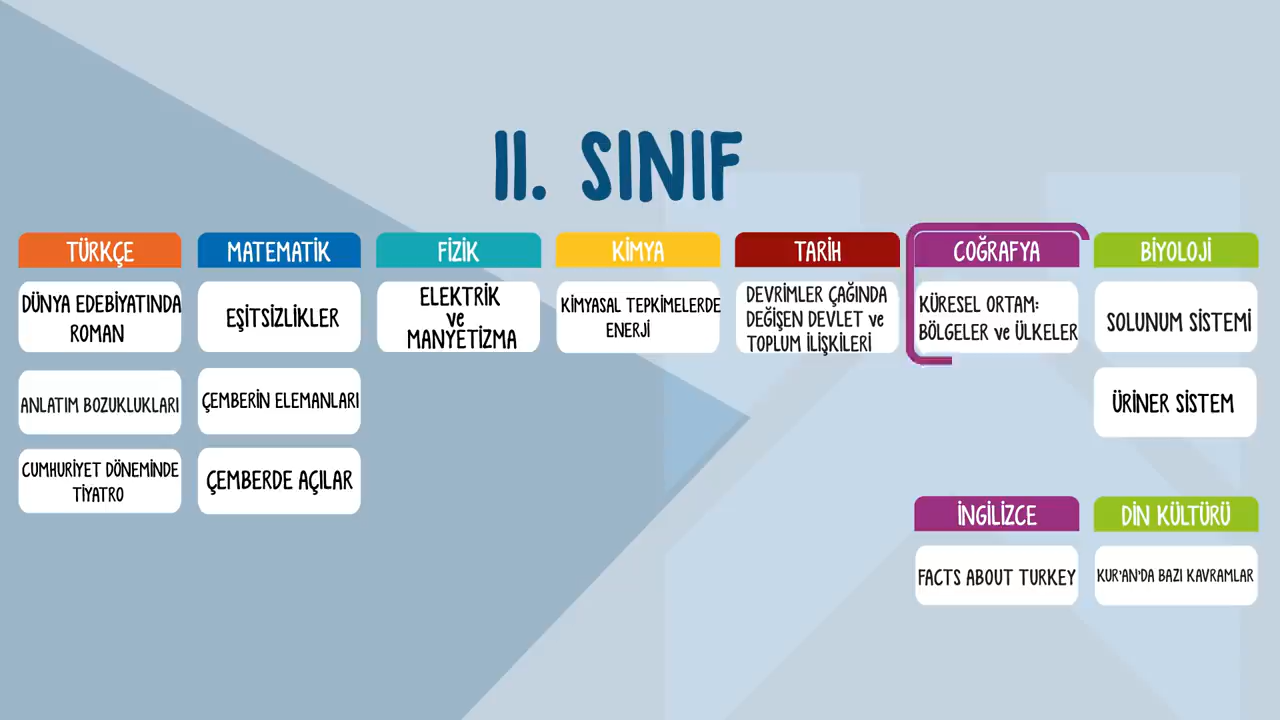 11. SINIF
TÜRKÇE
DÜNYA EDEBİYATINDA
ROMAN
ANLATIM BOZUKLUKLARI
CUMHURİYET DÖNEMİNDE
TİYATRO
MATEMATİK
EŞİTSİZLİKLER
ÇEMBERİN ELEMANLARI
ÇEMBERDE AÇILAR
FİZİK
ELEKTRİK
ve
MANYETİZMA
KİMYA
KİMYASAL TEPKİMELERDE
ENERJİ
TARİH
DEVRİMLER ÇAĞINDA
DEĞİŞEN DEVLET ve
TOPLUM İLİŞKİLERİ
COĞRAFYA
KÜRESEL ORTAM:
BÖLGELER ve ÜLKELER
BİYOLOJİ
SOLUNUM SİSTEMİ
ÜRİNER SİSTEM
İNGİLİZCE
FACTS ABOUT TURKEY
DİN KÜLTÜRÜ
KUR'AN'DA BAZI KAVRAMLAR